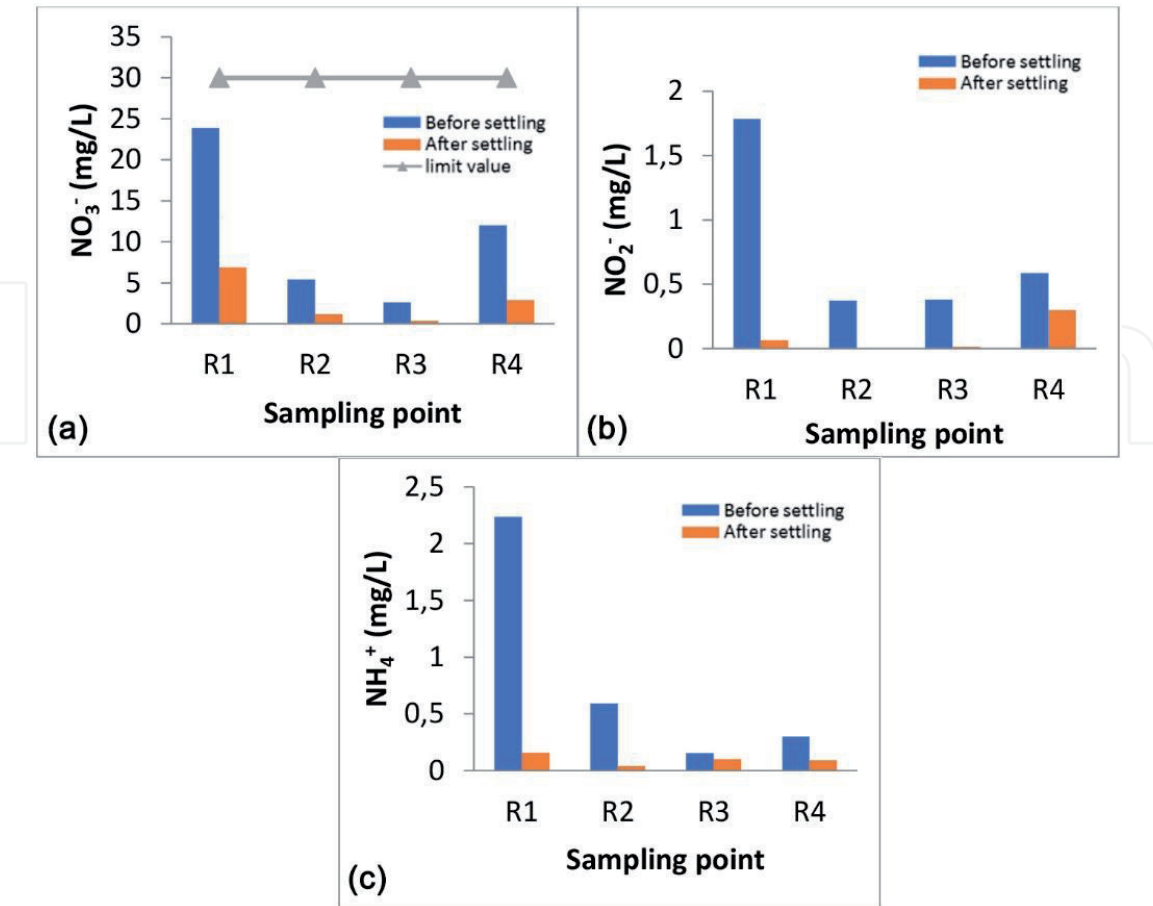 35
30
25
20
15
10
5
0
NO₃⁻ (mg/L)
Before settling
After settling
limit value
R1 R2 R3 R4
Sampling point
(a)
2
1,5
1
0,5
0
NO₂⁻ (mg/L)
Before settling
After settling
R1 R2 R3 R4
Sampling point
(b)
2,5
2
1,5
1
0,5
0
NH₄⁺ (mg/L)
Before settling
After settling
R1 R2 R3 R4
Sampling point
(c)